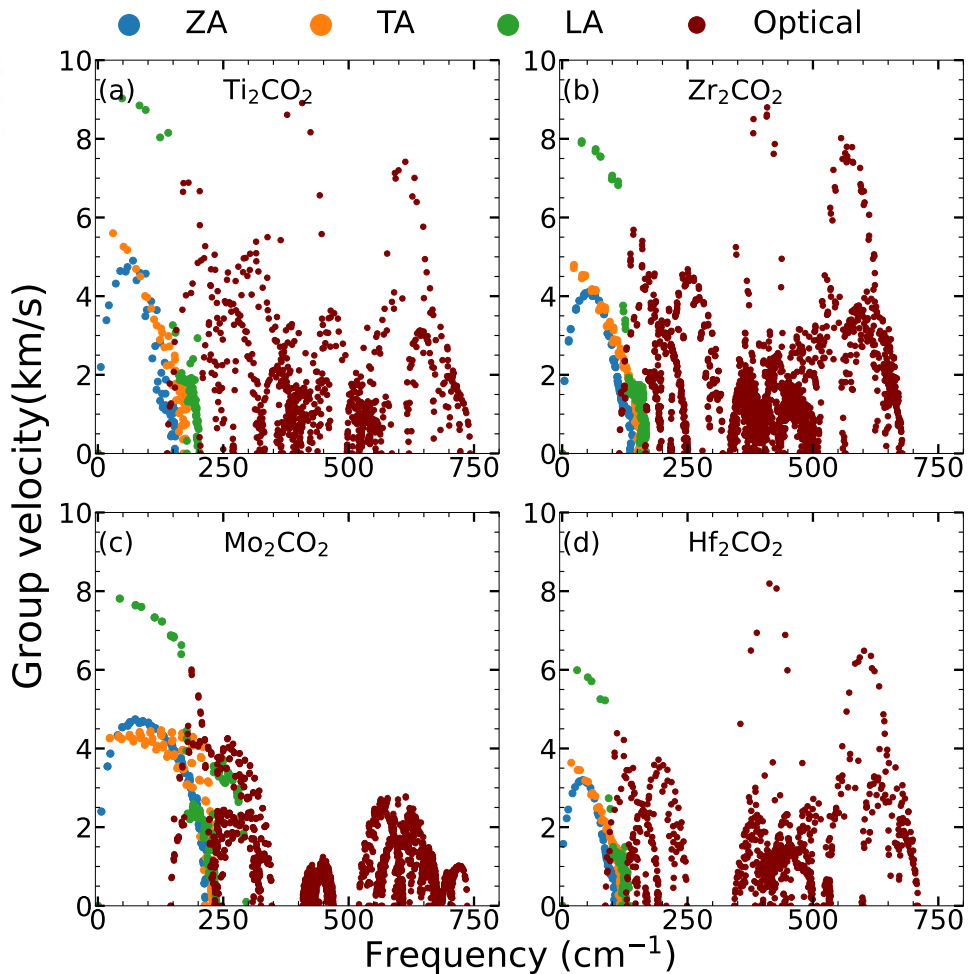 ZA TA LA Optical
10 10
(a) Ti₂CO₂ (b) Zr₂CO₂
8 8
6 6
4 4
2 2
0 0
0 250 500 750 0 250 500 750
10 10
(c) Mo₂CO₂ (d) Hf₂CO₂
8 8
6 6
4 4
2 2
0 0
0 250 500 750 0 250 500 750
Group velocity(km/s)
Frequency (cm⁻¹)